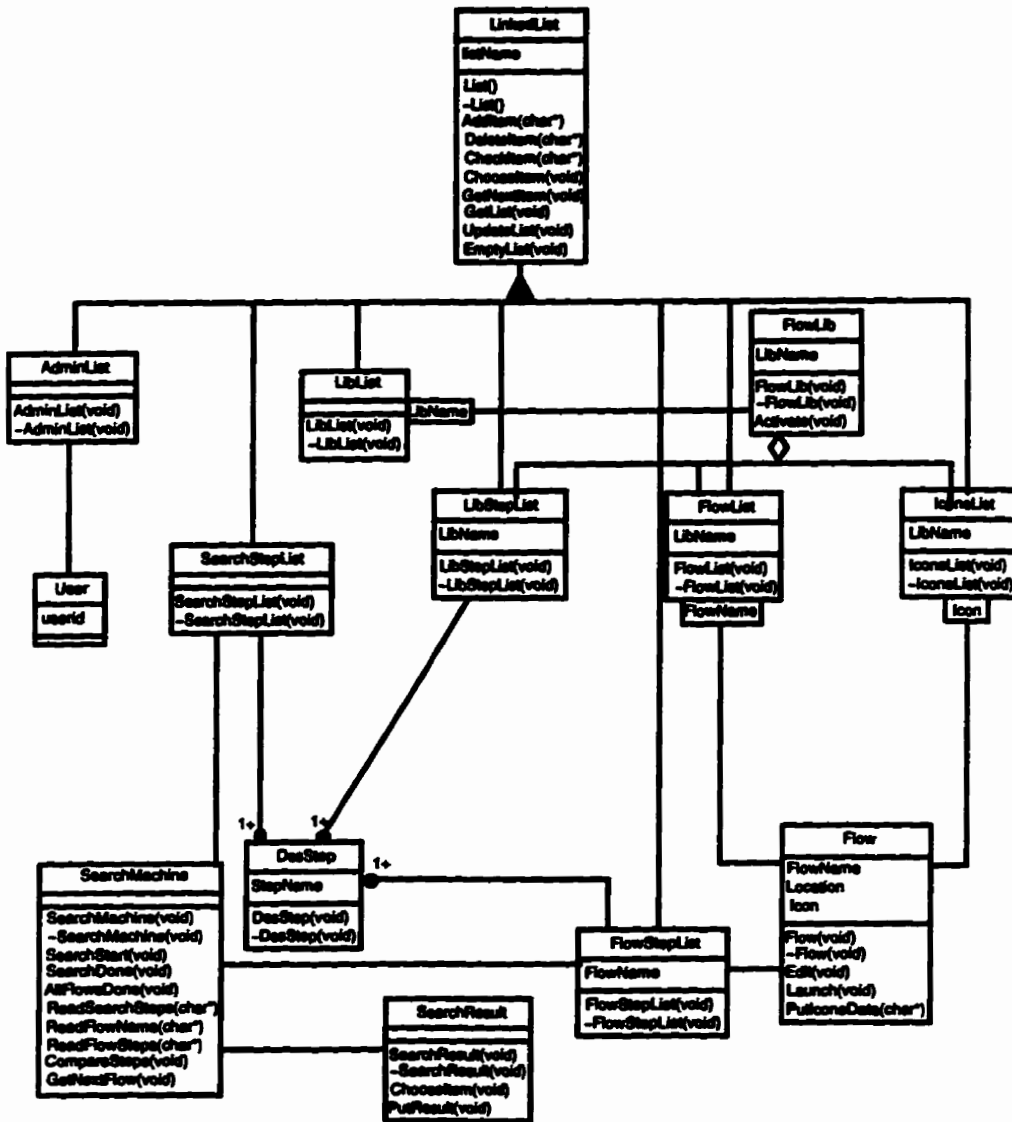 LinkedList
listName
List()
~List()
AddItem(char*)
DeleteItem(char*)
CheckItem(char*)
ChooseItem(void)
GetNextItem(void)
GetList(void)
UpdateList(void)
EmptyList(void)
FlowLib
LibName
FlowLib(void)
~FlowLib(void)
Activate(void)
AdminList
AdminList(void)
~AdminList(void)
LibList
LibList(void)
~LibList(void)
LibName
LibStepList
LibName
LibStepList(void)
~LibStepList(void)
FlowList
LibName
FlowList(void)
~FlowList(void)
FlowName
IconsList
LibName
IconsList(void)
~IconsList(void)
Icon
SearchStepList
SearchStepList(void)
~SearchStepList(void)
User
userid
1+
1+
1+
DesStep
StepName
DesStep(void)
~DesStep(void)
Flow
FlowName
Location
Icon
Flow(void)
~Flow(void)
Edit(void)
Launch(void)
PutIconsData(char*)
SearchMachine
SearchMachine(void)
~SearchMachine(void)
SearchStart(void)
SearchDone(void)
AllFlowsDone(void)
ReadSearchSteps(char*)
ReadFlowName(char*)
ReadFlowSteps(char*)
CompareSteps(void)
GetNextFlow(void)
FlowStepList
FlowName
FlowStepList(void)
~FlowStepList(void)
SearchResult
SearchResult(void)
~SearchResult(void)
ChooseItem(void)
PutResult(void)